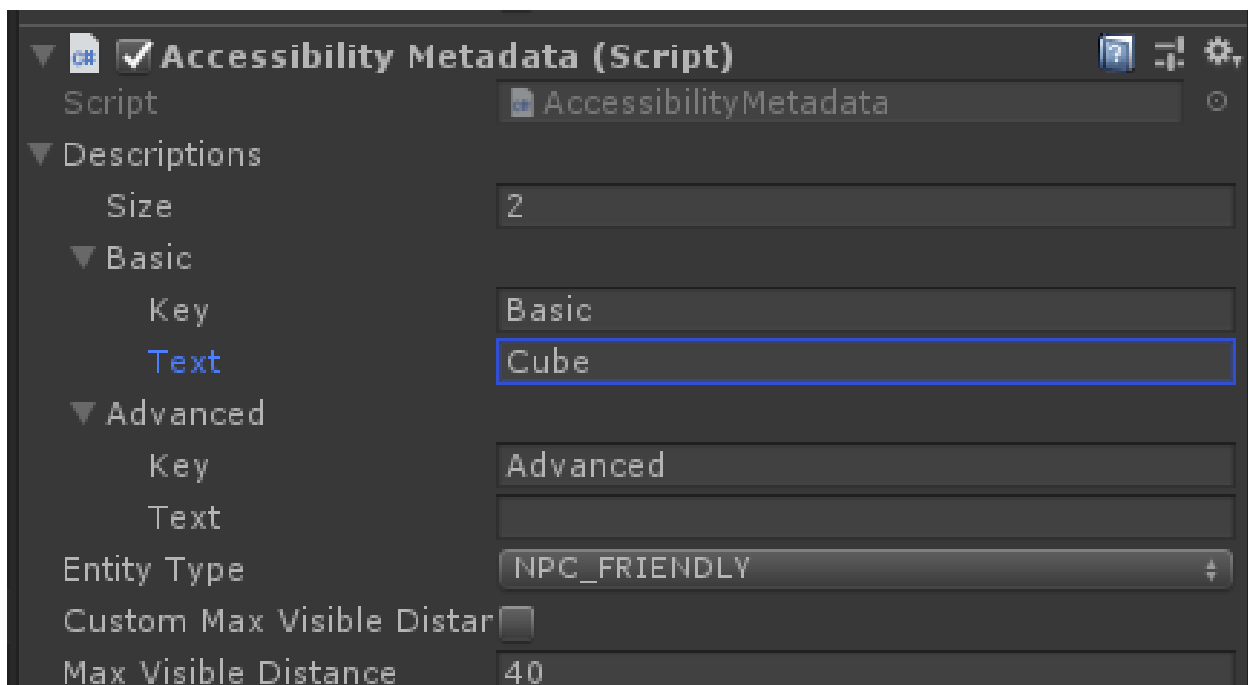 Accessibility Metadata (Script)
Script AccessibilityMetadata
Descriptions
Size 2
Basic
Key Basic
Text Cube
Advanced
Key Advanced
Text
Entity Type NPC_FRIENDLY
Custom Max Visible Distar
Max Visible Distance 40